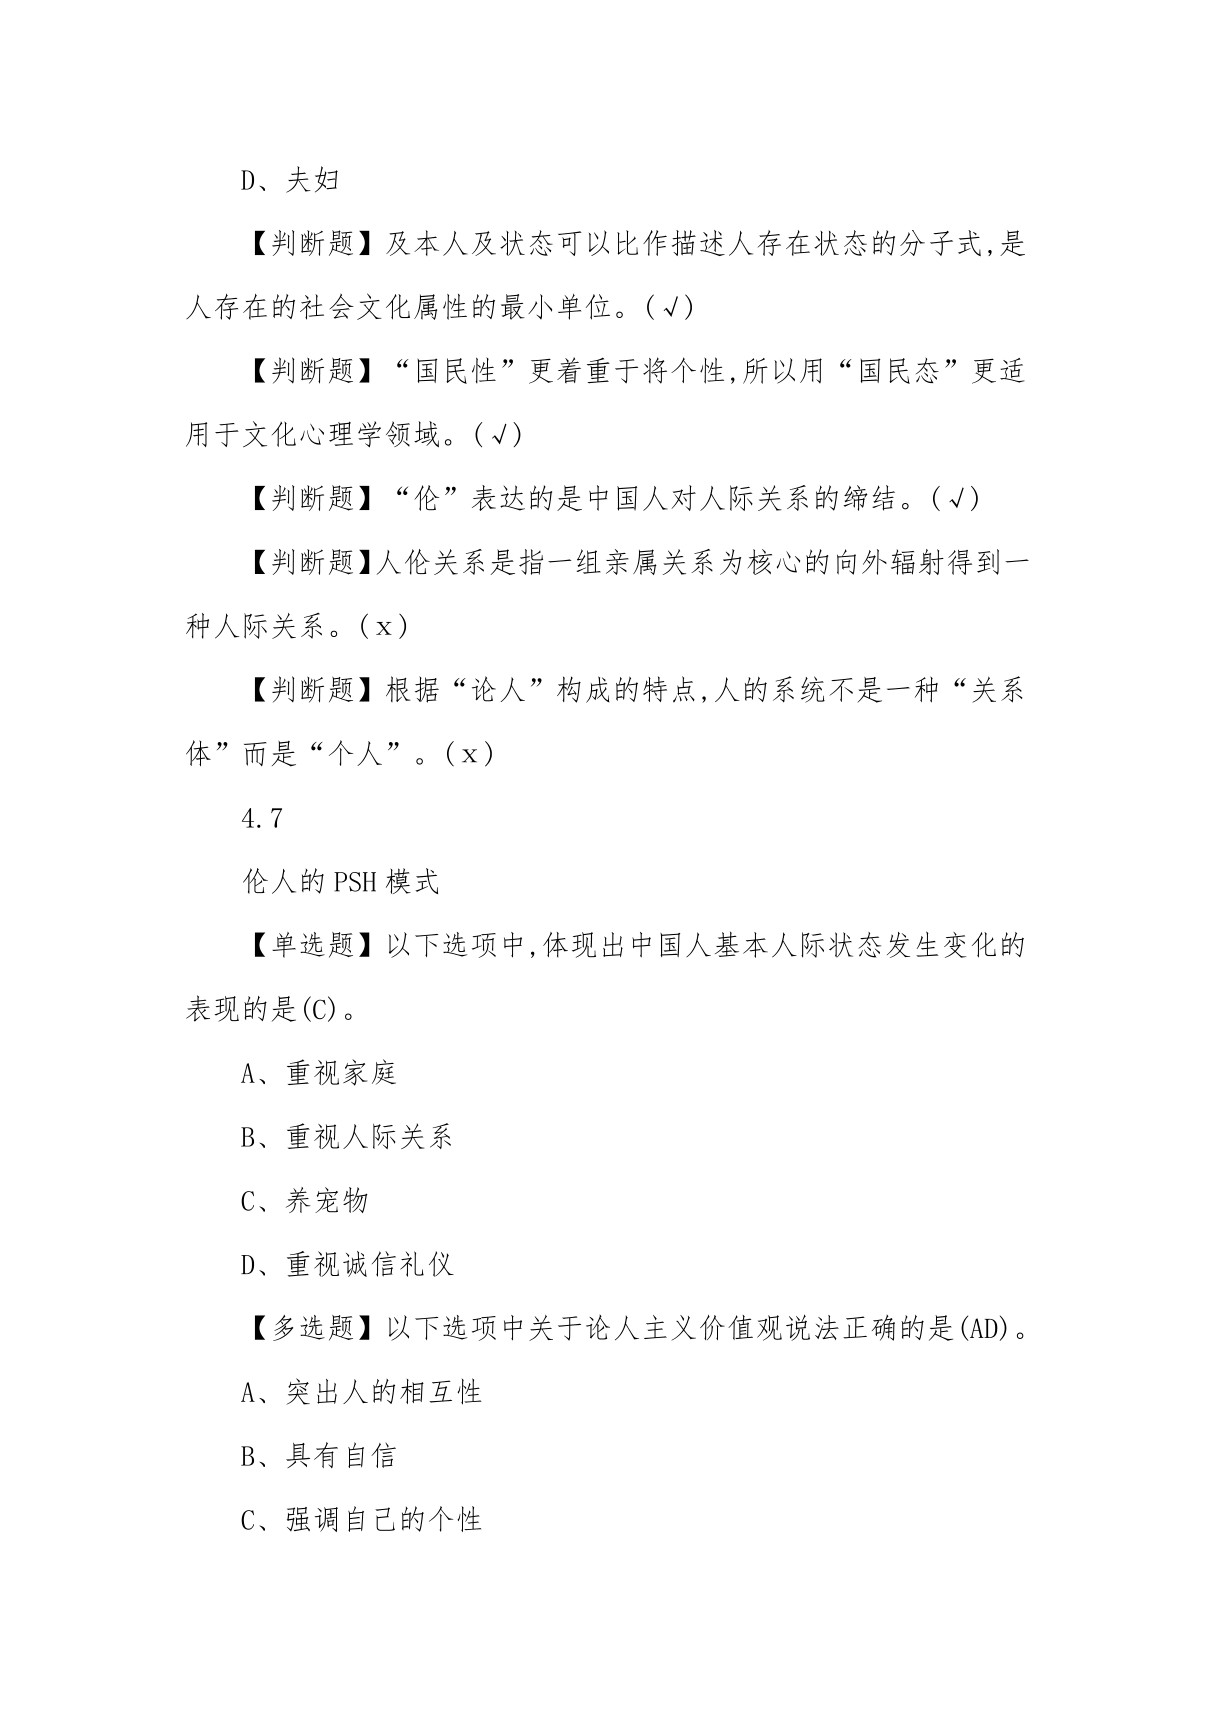 D、夫妇
【判断题】及本人及状态可以比作描述人存在状态的分子式,是
人存在的社会文化属性的最小单位。(√)
【判断题】“国民性”更着重于将个性,所以用“国民态”更适
用于文化心理学领域。(√)
【判断题】“伦”表达的是中国人对人际关系的缔结。(√)
【判断题】人伦关系是指一组亲属关系为核心的向外辐射得到一
种人际关系。(x)
【判断题】根据“论人”构成的特点,人的系统不是一种“关系
体”而是“个人”。(x)
4.7
伦人的 PSH 模式
【单选题】以下选项中,体现出中国人基本人际状态发生变化的
表现的是(C)。
A、重视家庭
B、重视人际关系
C、养宠物
D、重视诚信礼仪
【多选题】以下选项中关于论人主义价值观说法正确的是(AD)。
A、突出人的相互性
B、具有自信
C、强调自己的个性